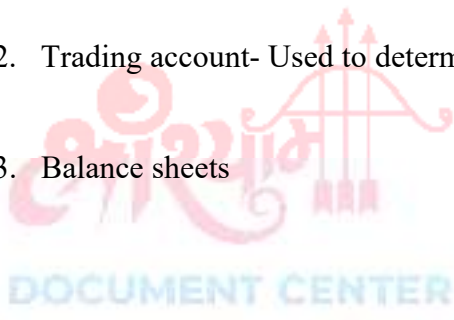 2. Trading account- Used to determ
3. Balance sheets
श्री राम
DOCUMENT CENTER